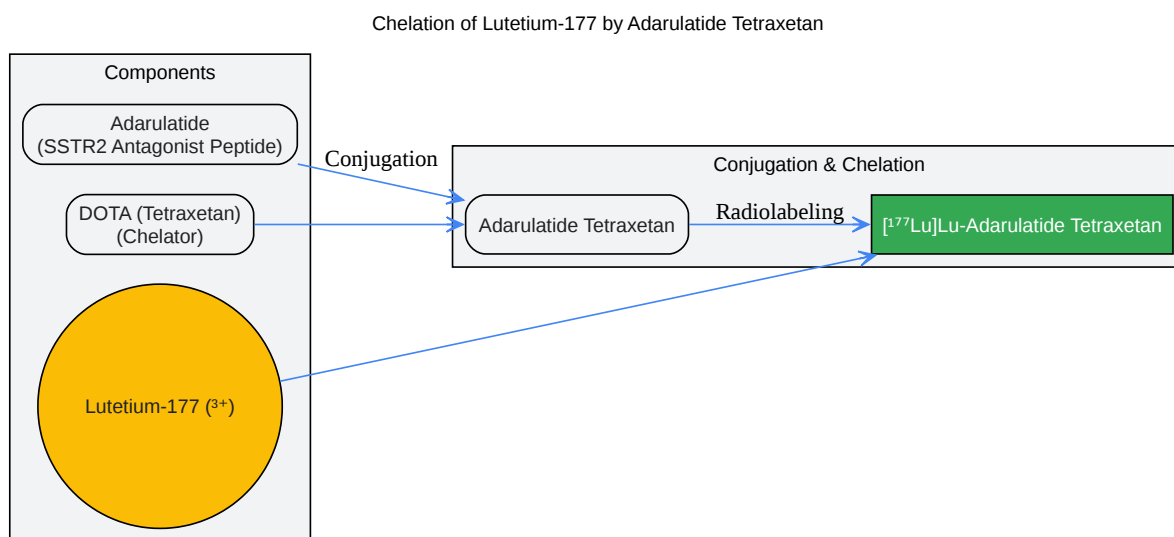 Chelation of Lutetium-177 by Adarulatide Tetraxetan
Components
Adarulatide
(SSTR2 Antagonist Peptide)
DOTA (Tetraxetan)
(Chelator)
Lutetium-177 (³⁺)
Conjugation
Conjugation & Chelation
Adarulatide Tetraxetan
Radiolabeling
[¹⁷⁷Lu]Lu-Adarulatide Tetraxetan